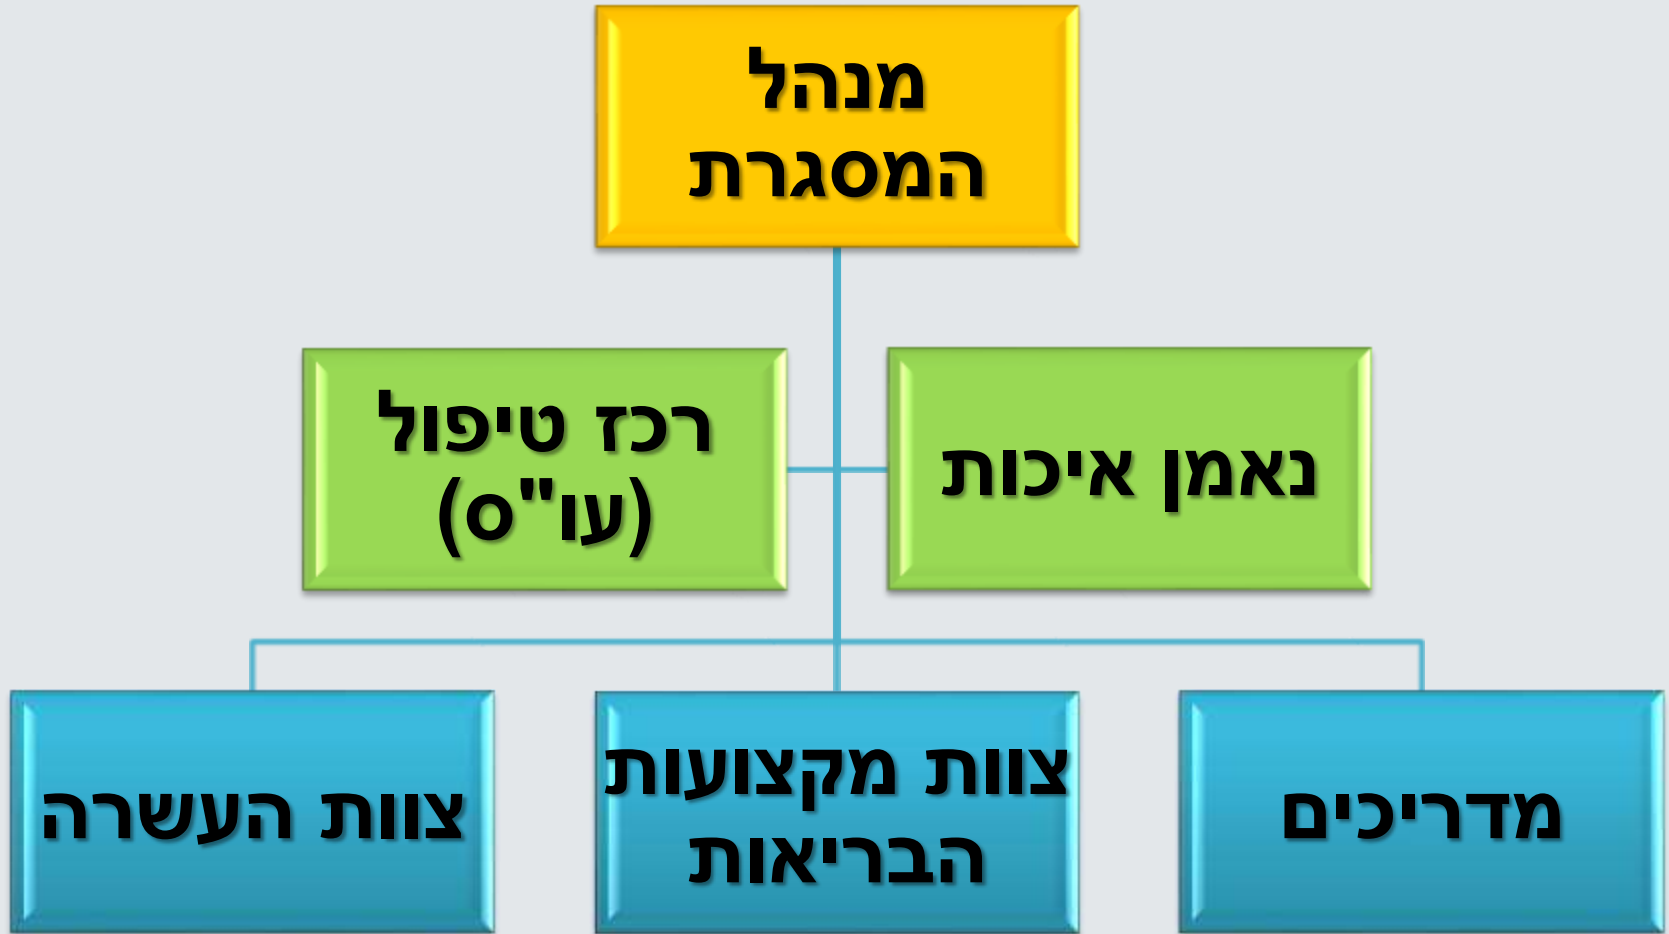 מנהל
המסגרת
נאמן איכות
רכז טיפול
(עו"ס)
מדריכים
צוות מקצועות
הבריאות
צוות העשרה